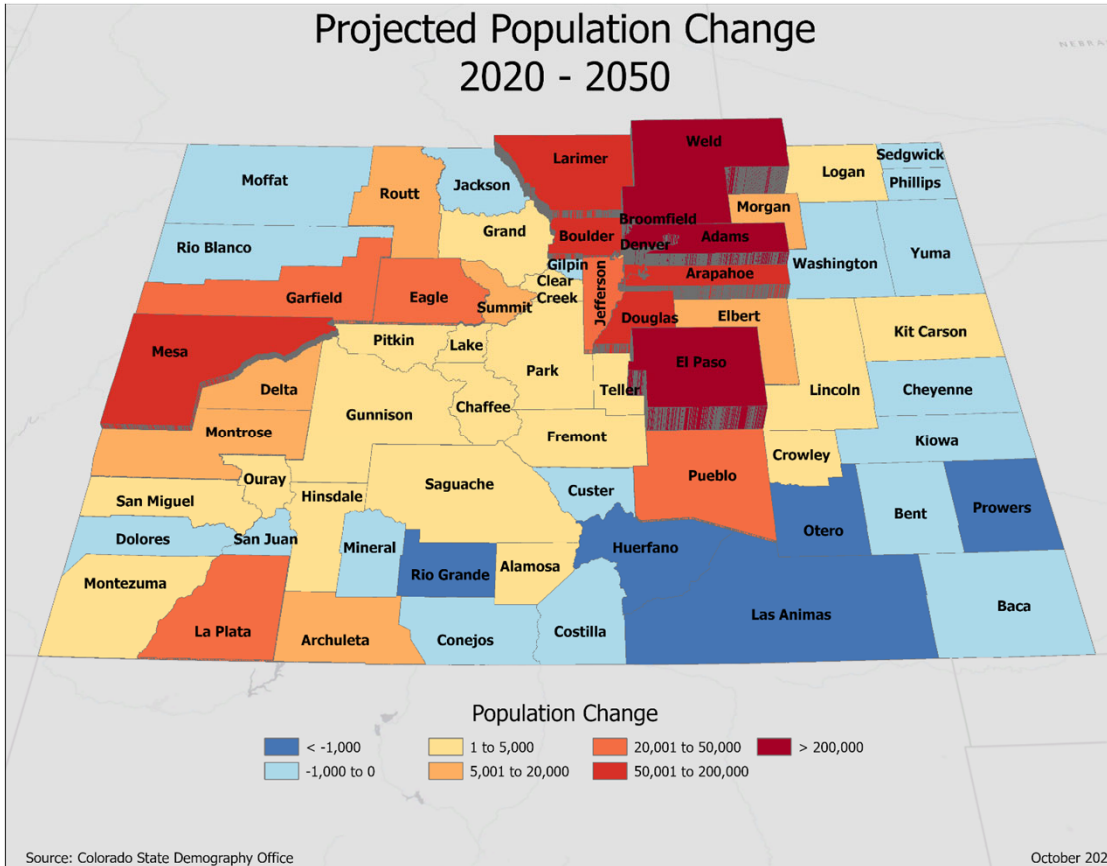 Projected Population Change
2020 - 2050
Weld
Larimer
Sedgwick
Logan
Phillips
Moffat
Jackson
Routt
Morgan
Broomfield
Grand
Boulder
Adams
Denver
Rio Blanco
Yuma
Washington
Gilpin
Arapahoe
Clear
Creek
Garfield
Eagle
Summit
Jefferson
Douglas
Elbert
Kit Carson
Pitkin
Lake
Mesa
El Paso
Park
Delta
Teller
Lincoln
Cheyenne
Chaffee
Gunnison
Montrose
Fremont
Kiowa
Crowley
Ouray
Pueblo
Saguache
Hinsdale
Custer
San Miguel
Bent
Prowers
Otero
Dolores
San Juan
Mineral
Huerfano
Alamosa
Rio Grande
Montezuma
Baca
Las Animas
La Plata
Costilla
Archuleta
Conejos
Population Change
< -1,000
1 to 5,000
20,001 to 50,000
> 200,000
-1,000 to 0
5,001 to 20,000
50,001 to 200,000
Source: Colorado State Demography Office
October 202